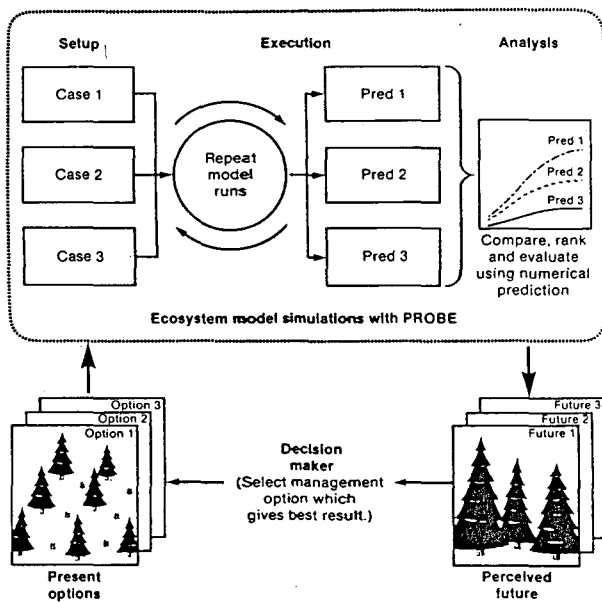 Setup
Execution
Analysis
Case 1
Case 2
Case 3
Repeat
model
runs
Pred 1
Pred 2
Pred 3
Pred 1
Pred 2
Pred 3
Compare, rank
and evaluate
using numerical
prediction
Ecosystem model simulations with PROBE
Option 3
Option 2
Option 1
Present
options
Decision
maker
(Select management
option which
gives best result.)
Future 3
Future 2
Future 1
Perceived
future